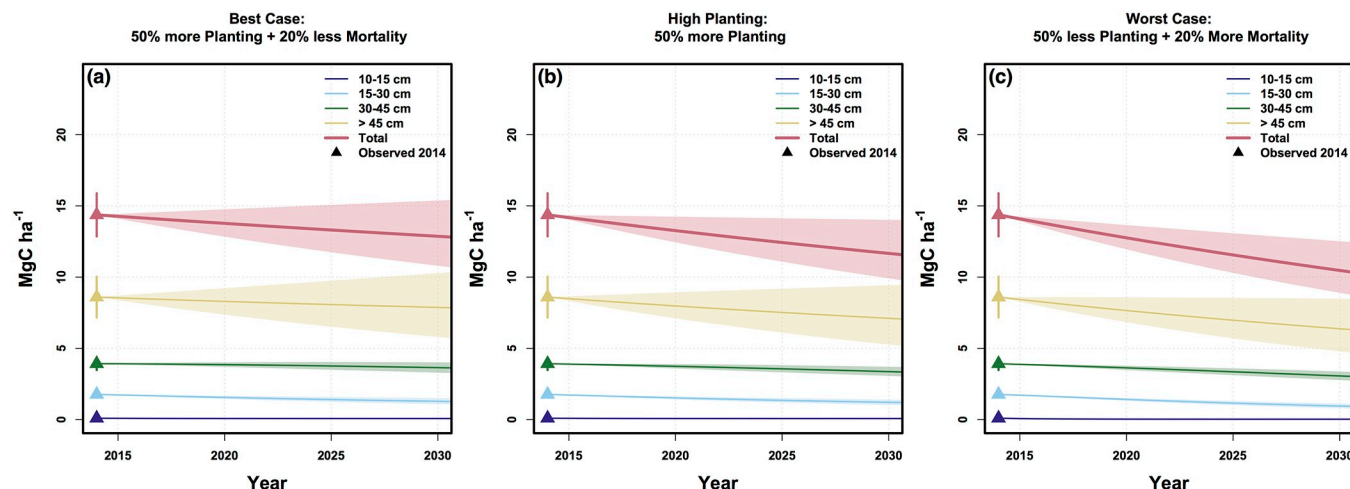 Best Case:
50% more Planting + 20% less Mortality
High Planting:
50% more Planting
Worst Case:
50% less Planting + 20% More Mortality
(a)
10-15 cm
15-30 cm
30-45 cm
> 45 cm
Total
Observed 2014
MgC ha⁻¹
20
15
10
5
0
2015 2020 2025 2030
Year
(b)
10-15 cm
15-30 cm
30-45 cm
> 45 cm
Total
Observed 2014
MgC ha⁻¹
20
15
10
5
0
2015 2020 2025 2030
Year
(c)
10-15 cm
15-30 cm
30-45 cm
> 45 cm
Total
Observed 2014
MgC ha⁻¹
20
15
10
5
0
2015 2020 2025 2030
Year